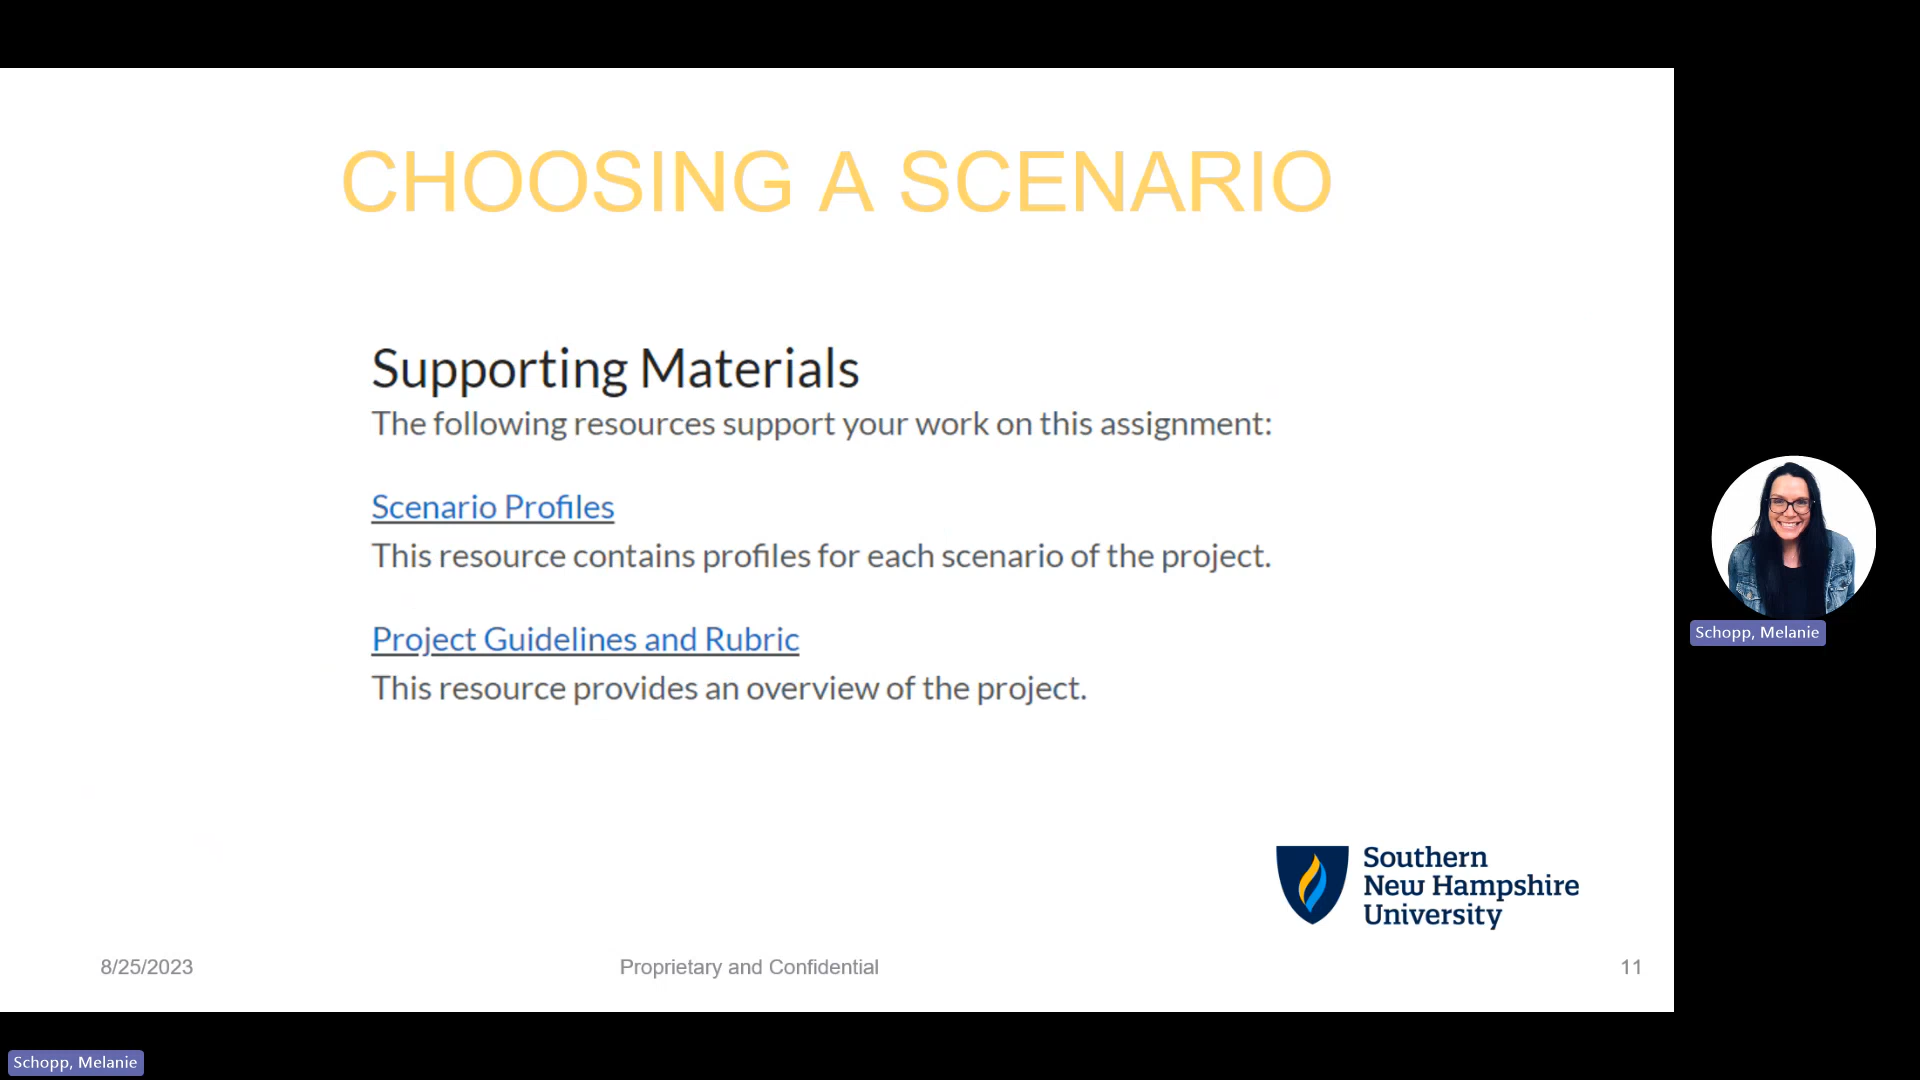 CHOOSING A SCENARIO
Supporting Materials
The following resources support your work on this assignment:
Scenario Profiles
This resource contains profiles for each scenario of the project.
Project Guidelines and Rubric
This resource provides an overview of the project.
Southern
New Hampshire
University
8/25/2023
Proprietary and Confidential
11
Schopp, Melanie
Schopp, Melanie